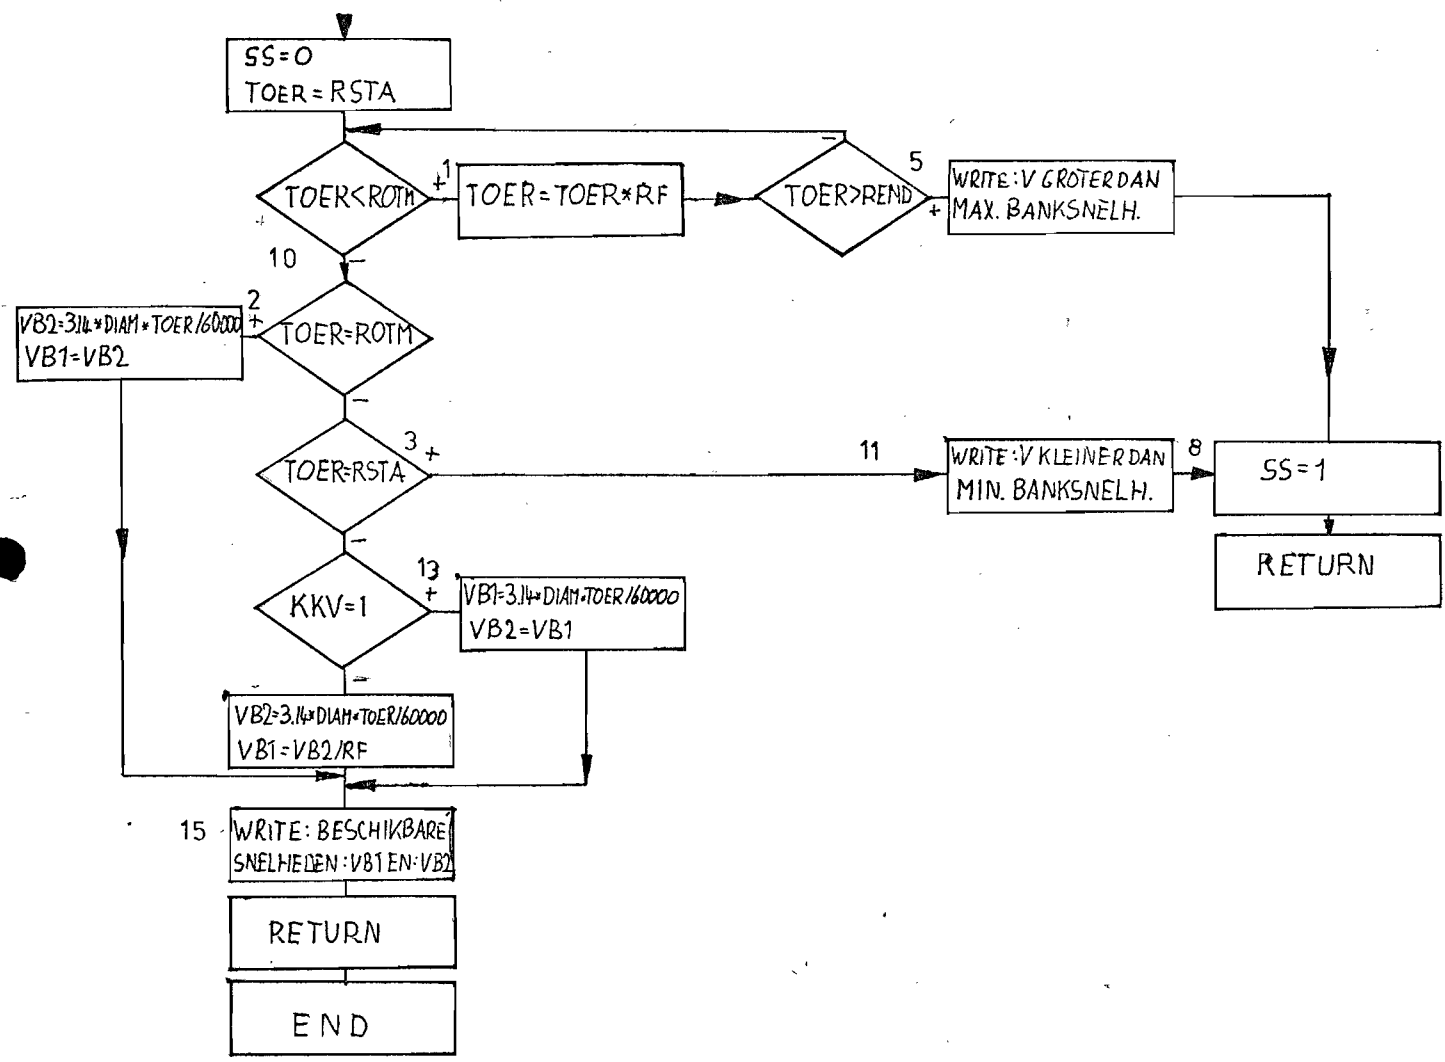 SS=0
TOER=RSTA
TOER<ROTM
+
+
1
TOER=TOER*RF
TOER>REND
–
5
+
WRITE:V GROTER DAN
MAX. BANKSNELH.
10
–
2
+
VB2=3.14*DIAM*TOER/60000
VB1=VB2
TOER=ROTM
–
3
+
TOER=RSTA
11
WRITE:V KLEINER DAN
MIN. BANKSNELH.
8
SS=1
RETURN
–
KKV=1
13
+
VB1=3.14*DIAM*TOER/60000
VB2=VB1
–
VB2=3.14*DIAM*TOER/60000
VB1=VB2/RF
15
WRITE: BESCHIKBARE
SNELHEDEN:VB1 EN:VB2
RETURN
END